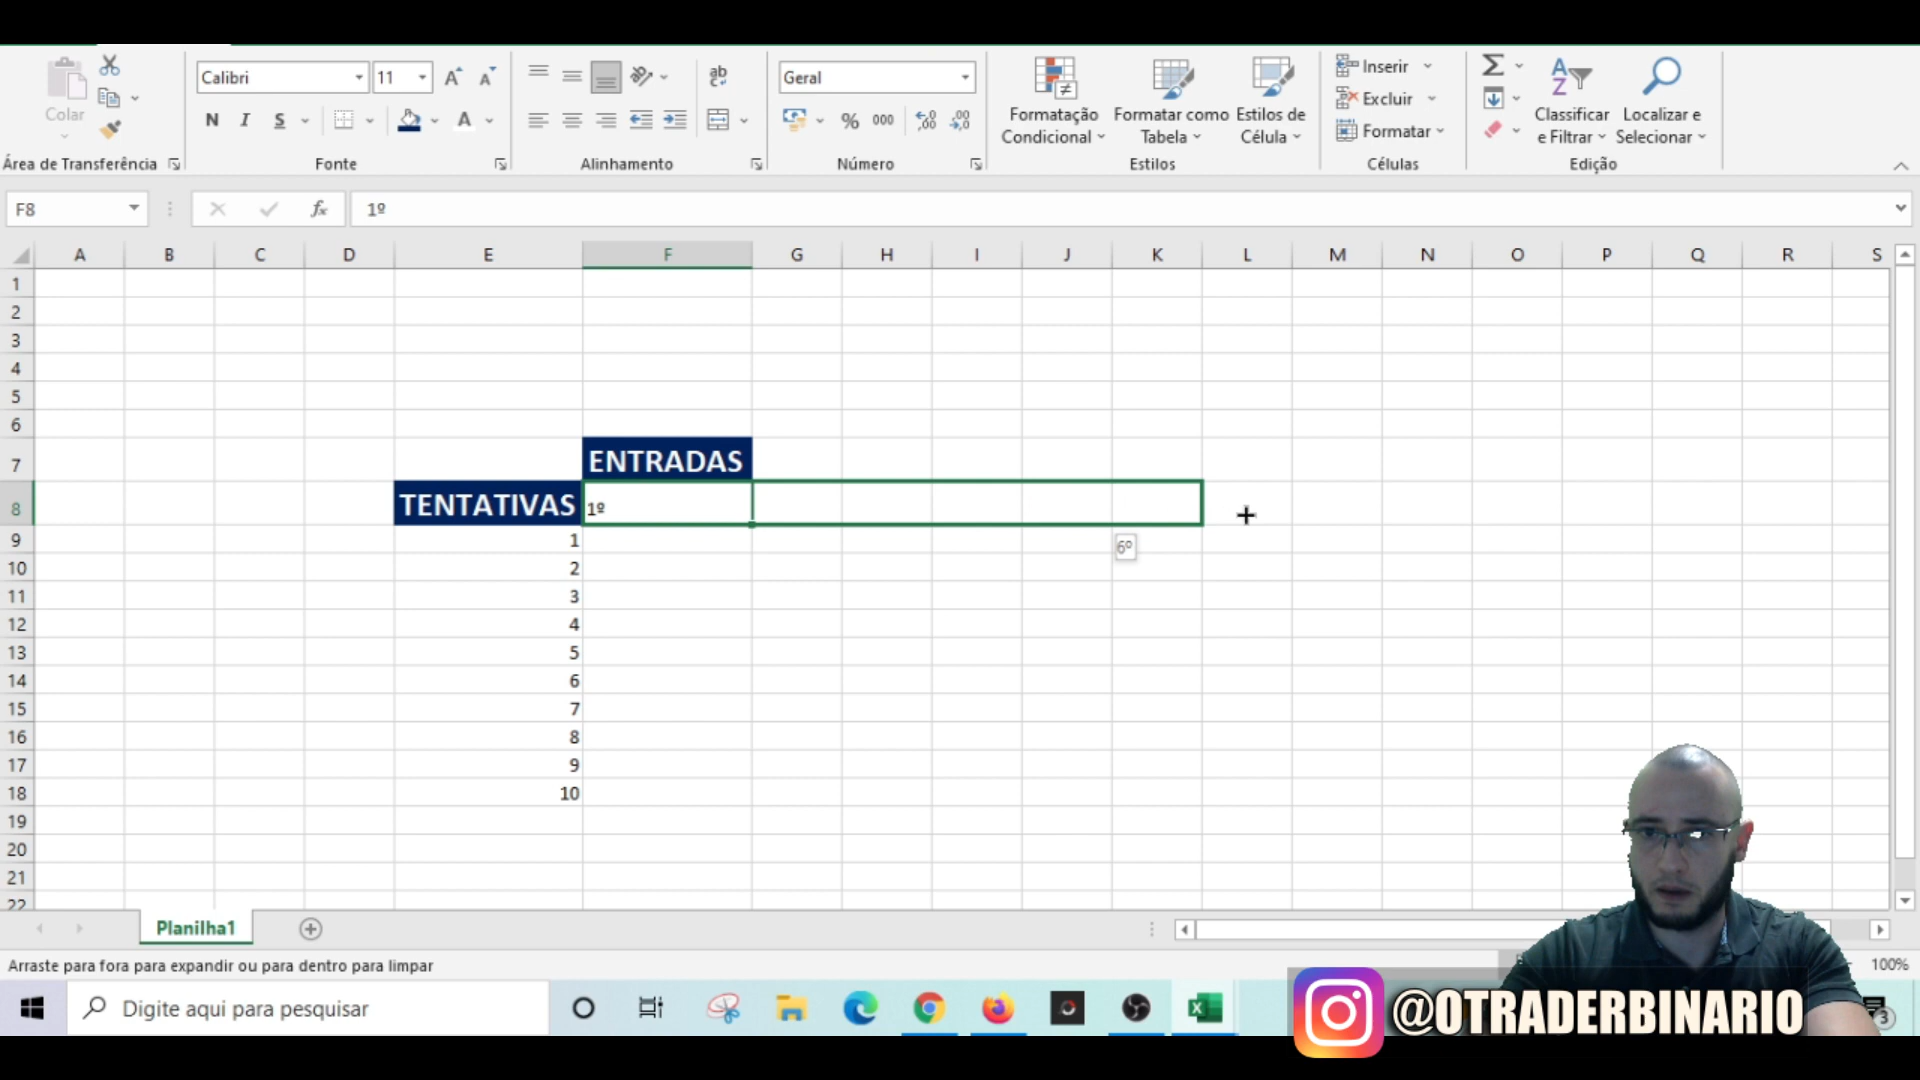 Colar
Área de Transferência
Calibri
11
N I S
Fonte
ab
Alinhamento
Geral
% 000
Número
Formatação
Condicional
Formatar como
Tabela
Estilos de
Célula
Estilos
Inserir
Excluir
Formatar
Células
Classificar
e Filtrar
Localizar e
Selecionar
Edição
F8
fx
1º
A B C D E F G H I J K L M N O P Q R S
1
2
3
4
5
6
7 ENTRADAS
8 TENTATIVAS 1º
9 1
6º
10 2
11 3
12 4
13 5
14 6
15 7
16 8
17 9
18 10
19
20
21
22
Planilha1
Arraste para fora para expandir ou para dentro para limpar
100%
Digite aqui para pesquisar
@OTRADERBINARIO
3